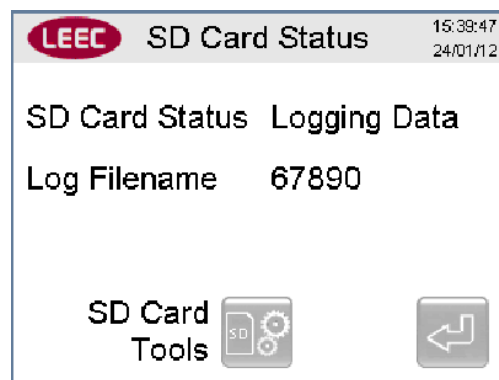 LEEC SD Card Status 15:39:47
24/01/12
SD Card Status Logging Data
Log Filename 67890
SD Card
Tools SD